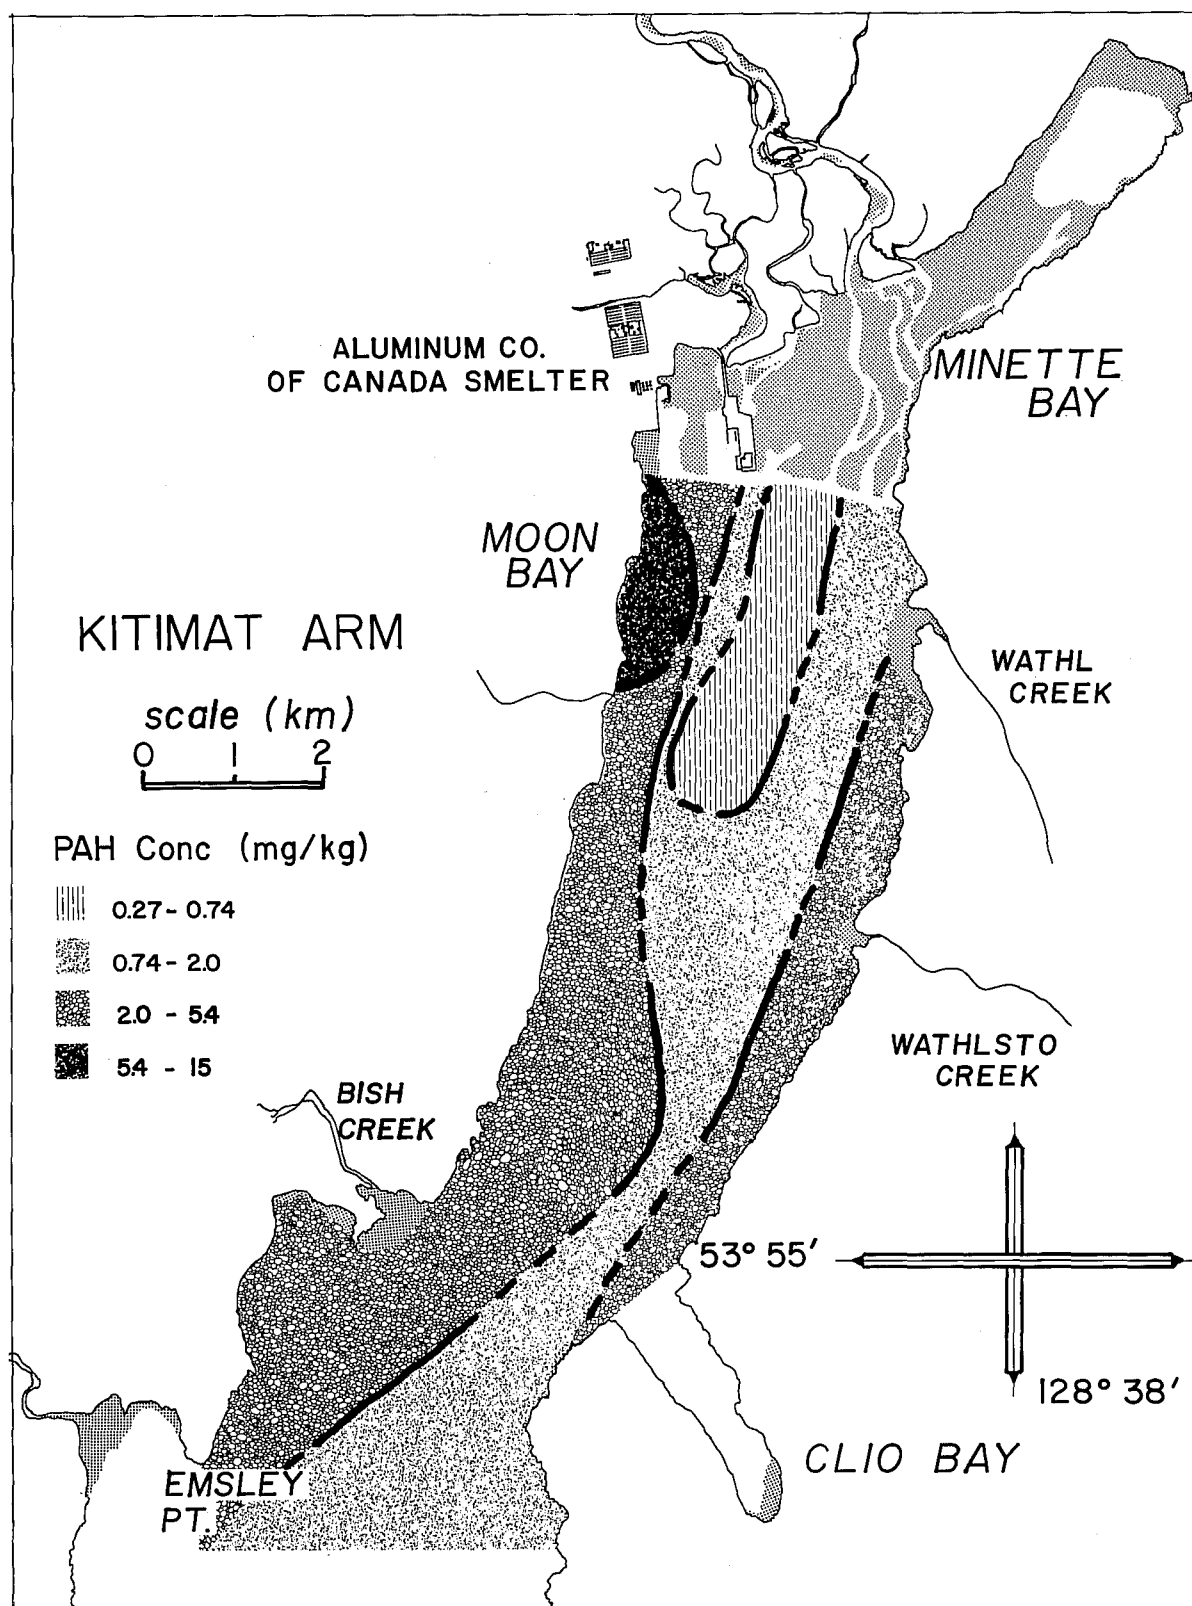 ALUMINUM CO.
OF CANADA SMELTER
MINETTE
BAY
MOON
BAY
KITIMAT ARM
WATHL
CREEK
scale (km)
0 1 2
PAH Conc (mg/kg)
0.27 - 0.74
0.74 - 2.0
2.0 - 5.4
5.4 - 15
WATHLSTO
CREEK
BISH
CREEK
53° 55'
128° 38'
CLIO BAY
EMSLEY
PT.